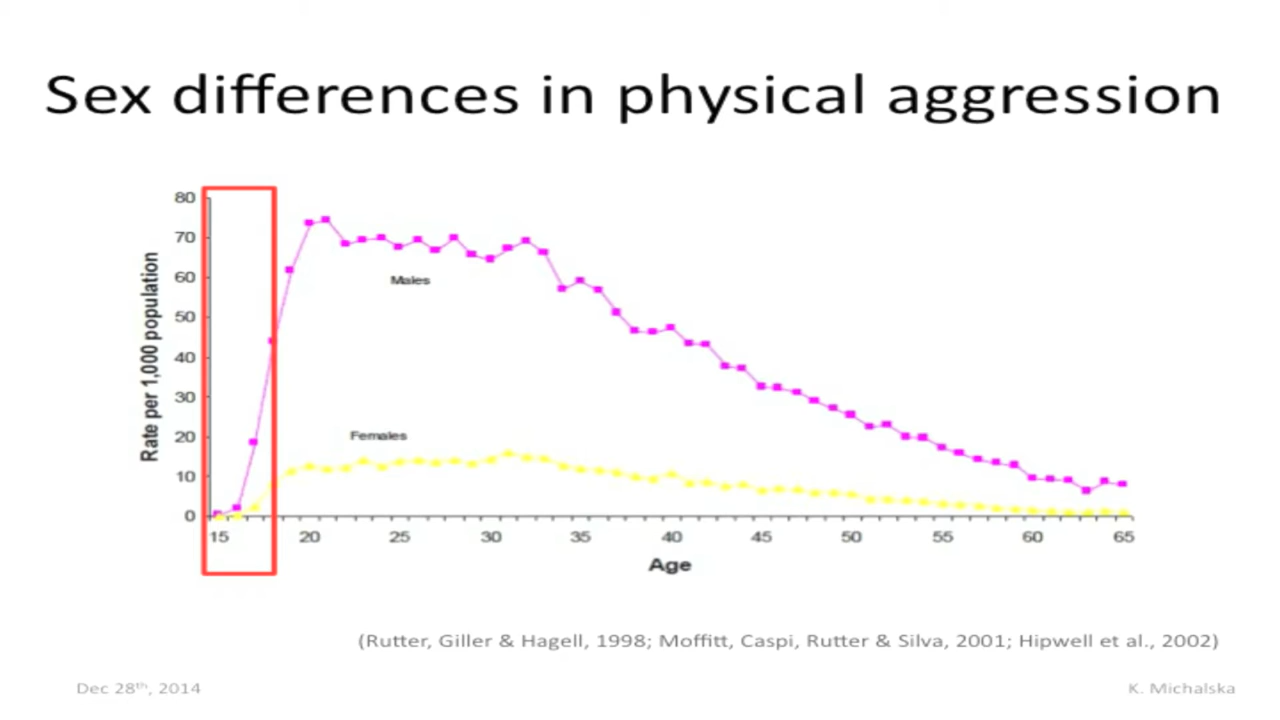 Sex differences in physical aggression
80
70
60
50
40
30
20
10
0
Rate per 1,000 population
Males
Females
15 20 25 30 35 40 45 50 55 60 65
Age
(Rutter, Giller & Hagell, 1998; Moffitt, Caspi, Rutter & Silva, 2001; Hipwell et al., 2002)
Dec 28th, 2014
K. Michalska